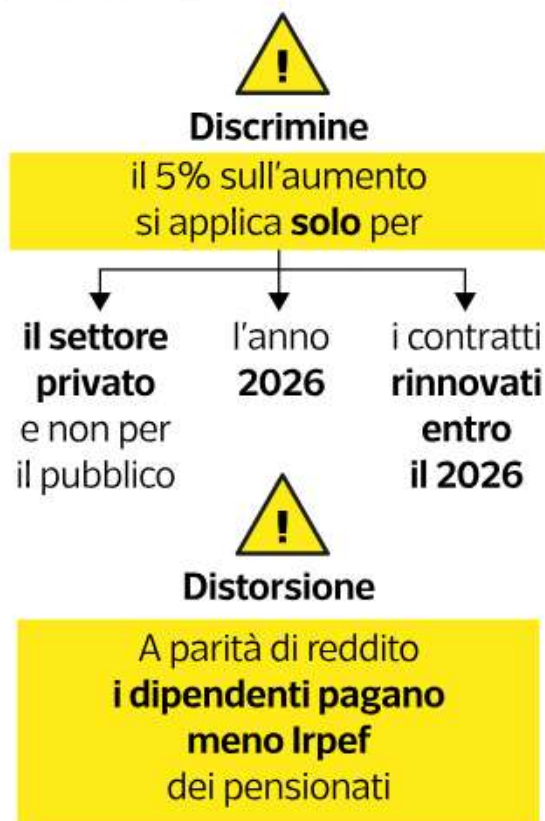 !
Discrimine
il 5% sull'aumento
si applica solo per
il settore
privato
e non per
il pubblico
l'anno
2026
i contratti
rinnovati
entro
il 2026
!
Distorsione
A parità di reddito
i dipendenti pagano
meno Irpef
dei pensionati